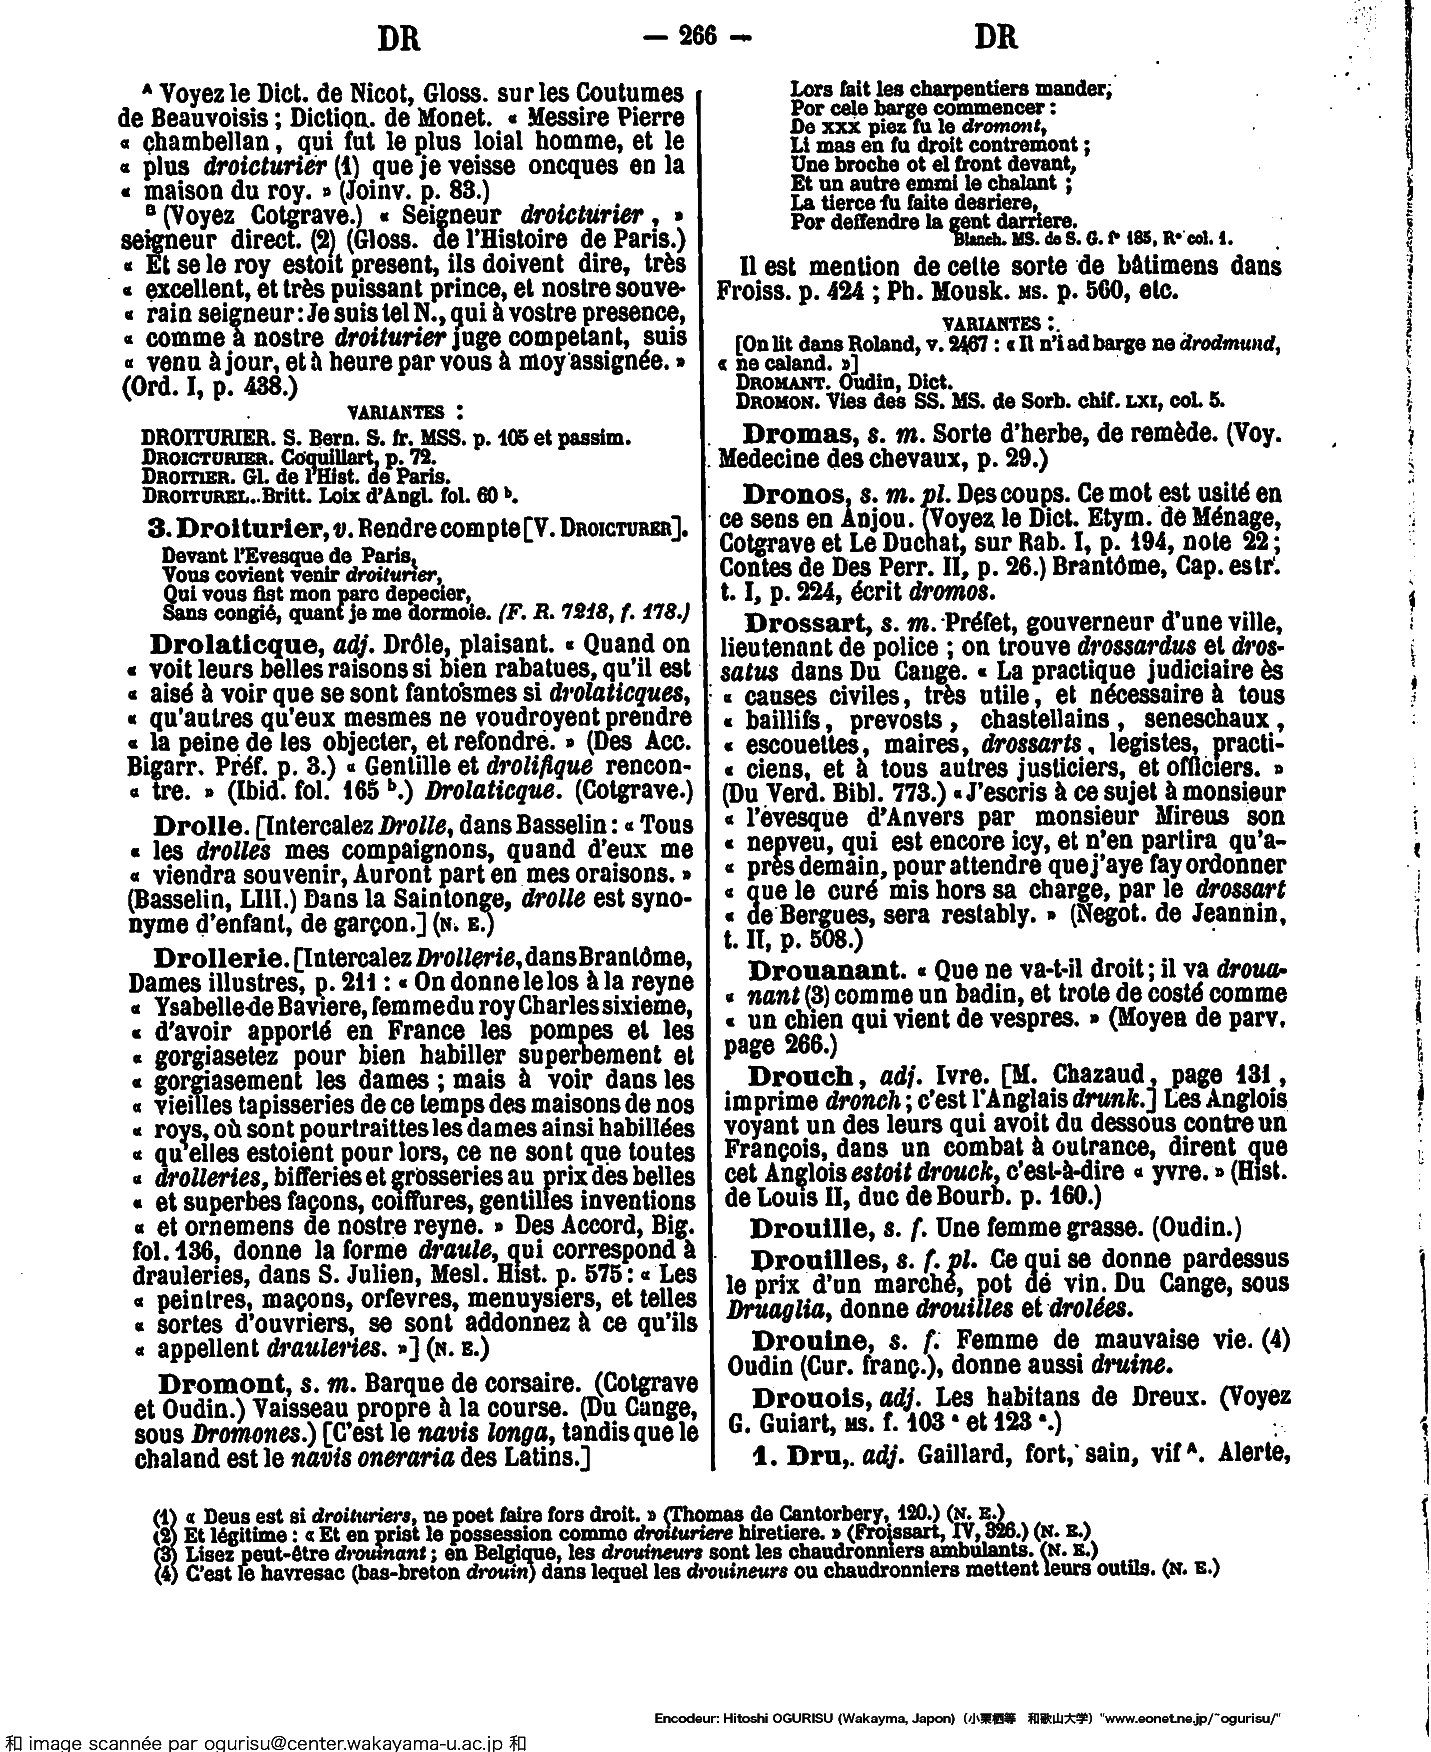 DR — 266 — DR
ᴬ Voyez le Dict. de Nicot, Gloss. sur les Coutumes
de Beauvoisis ; Diction. de Monet. « Messire Pierre
« chambellan, qui fut le plus loial homme, et le
« plus droicturier (1) que je veisse oncques en la
« maison du roy. » (Joinv. p. 83.)
ᴮ (Voyez Cotgrave.) « Seigneur droicturier, »
seigneur direct. (2) (Gloss. de l'Histoire de Paris.)
« Et se le roy estoit present, ils doivent dire, très
« excellent, et très puissant prince, et nostre souve-
« rain seigneur : Je suis tel N., qui à vostre presence,
« comme à nostre droiturier juge competant, suis
« venu à jour, et à heure par vous à moy assignée. »
(Ord. I, p. 438.)
VARIANTES :
DROITURIER. S. Bern. S. fr. MSS. p. 105 et passim.
DROICTURIER. Coquillart, p. 72.
DROITIER. Gl. de l'Hist. de Paris.
DROITUREL. Britt. Loix d'Angl. fol. 60 ᵇ.
3. Droiturier, v. Rendre compte [V. DROICTURER].
Devant l'Evesque de Paris,
Vous covient venir droiturier,
Qui vous fist mon parc depecier,
Sans congié, quant je me dormoie. (F. R. 7218, f. 178.)
Drolaticque, adj. Drôle, plaisant. « Quand on
« voit leurs belles raisons si bien rabatues, qu'il est
« aisé à voir que se sont fantosmes si drolaticques,
« qu'autres qu'eux mesmes ne voudroyent prendre
« la peine de les objecter, et refondre. » (Des Acc.
Bigarr. Préf. p. 3.) « Gentille et drolifique rencon-
« tre. » (Ibid. fol. 165 ᵇ.) Drolaticque. (Cotgrave.)
Drolle. [Intercalez Drolle, dans Basselin : « Tous
« les drolles mes compaignons, quand d'eux me
« viendra souvenir, Auront part en mes oraisons. »
(Basselin, LIII.) Dans la Saintonge, drolle est syno-
nyme d'enfant, de garçon.] (N. E.)
Drollerie. [Intercalez Drollerie, dans Brantôme,
Dames illustres, p. 211 : « On donne le los à la reyne
« Ysabelle de Baviere, femme du roy Charles sixieme,
« d'avoir apporté en France les pompes et les
« gorgiasetez pour bien habiller superbement et
« gorgiasement les dames ; mais à voir dans les
« vieilles tapisseries de ce temps des maisons de nos
« roys, où sont pourtraittes les dames ainsi habillées
« qu'elles estoient pour lors, ce ne sont que toutes
« drolleries, bifferies et grosseries au prix des belles
« et superbes façons, coiffures, gentilles inventions
« et ornemens de nostre reyne. » Des Accord, Big.
fol. 136, donne la forme draule, qui correspond à
drauleries, dans S. Julien, Mesl. Hist. p. 575 : « Les
« peintres, maçons, orfevres, menuysiers, et telles
« sortes d'ouvriers, se sont addonnez à ce qu'ils
« appellent drauleries. »] (N. E.)
Dromont, s. m. Barque de corsaire. (Cotgrave
et Oudin.) Vaisseau propre à la course. (Du Cange,
sous Dromones.) [C'est le navis longa, tandis que le
chaland est le navis oneraria des Latins.]
Lors fait les charpentiers mander,
Por cele barge commencer :
De xxx piez fu le dromont,
Li mas en fu droit contremont ;
Une broche ot el front devant,
Et un autre emmi le chalant ;
La tierce fu faite desriere,
Por deffendre la gent darriere.
Blanch. MS. de S. G. f° 185, R° col. 1.
Il est mention de cette sorte de bâtimens dans
Froiss. p. 424 ; Ph. Mousk. MS. p. 560, etc.
VARIANTES :
[On lit dans Roland, v. 2467 : « Il n'i ad barge ne drodmund,
« ne caland. »]
DROMANT. Oudin, Dict.
DROMON. Vies des SS. MS. de Sorb. chif. LXI, col. 5.
Dromas, s. m. Sorte d'herbe, de remède. (Voy.
Medecine des chevaux, p. 29.)
Dronos, s. m. pl. Des coups. Ce mot est usité en
ce sens en Anjou. (Voyez le Dict. Etym. de Ménage,
Cotgrave et Le Duchat, sur Rab. I, p. 194, note 22 ;
Contes de Des Perr. II, p. 26.) Brantôme, Cap. estr.
t. I, p. 224, écrit dromos.
Drossart, s. m. Préfet, gouverneur d'une ville,
lieutenant de police ; on trouve drossardus et dros-
satus dans Du Cange. « La practique judiciaire ès
« causes civiles, très utile, et nécessaire à tous
« baillifs, prevosts, chastellains, seneschaux,
« escouettes, maires, drossarts, legistes, practi-
« ciens, et à tous autres justiciers, et officiers. »
(Du Verd. Bibl. 773.) « J'escris à ce sujet à monsieur
« l'evesque d'Anvers par monsieur Mireus son
« nepveu, qui est encore icy, et n'en partira qu'a-
« près demain, pour attendre que j'aye fay ordonner
« que le curé mis hors sa charge, par le drossart
« de Bergues, sera restably. » (Negot. de Jeannin,
t. II, p. 508.)
Drouanant. « Que ne va-t-il droit ; il va droua-
« nant (3) comme un badin, et trote de costé comme
« un chien qui vient de vespres. » (Moyen de parv.
page 266.)
Drouch, adj. Ivre. [M. Chazaud, page 131,
imprime dronch ; c'est l'Anglais drunk.] Les Anglois
voyant un des leurs qui avoit du dessous contre un
François, dans un combat à outrance, dirent que
cet Anglois estoit drouck, c'est-à-dire « yvre. » (Hist.
de Louis II, duc de Bourb. p. 160.)
Drouille, s. f. Une femme grasse. (Oudin.)
Drouilles, s. f. pl. Ce qui se donne pardessus
le prix d'un marché, pot de vin. Du Cange, sous
Druaglia, donne drouilles et drolées.
Drouine, s. f. Femme de mauvaise vie. (4)
Oudin (Cur. franç.), donne aussi druine.
Drouois, adj. Les habitans de Dreux. (Voyez
G. Guiart, MS. f. 103 ᵃ et 123 ᵃ.)
1. Dru, adj. Gaillard, fort, sain, vif ᴬ. Alerte,
(1) « Deus est si droituriers, ne poet faire fors droit. » (Thomas de Cantorbery, 120.) (N. E.)
(2) Et légitime : « Et en prist le possession comme droituriere hiretiere. » (Froissart, IV, 326.) (N. E.)
(3) Lisez peut-être drouinant ; en Belgique, les drouineurs sont les chaudronniers ambulants. (N. E.)
(4) C'est le havresac (bas-breton drouin) dans lequel les drouineurs ou chaudronniers mettent leurs outils. (N. E.)
Encodeur: Hitoshi OGURISU (Wakayma, Japon) (小栗栖等 和歌山大学) "www.eonet.ne.jp/~ogurisu/"
和 image scannée par ogurisu@center.wakayama-u.ac.jp 和